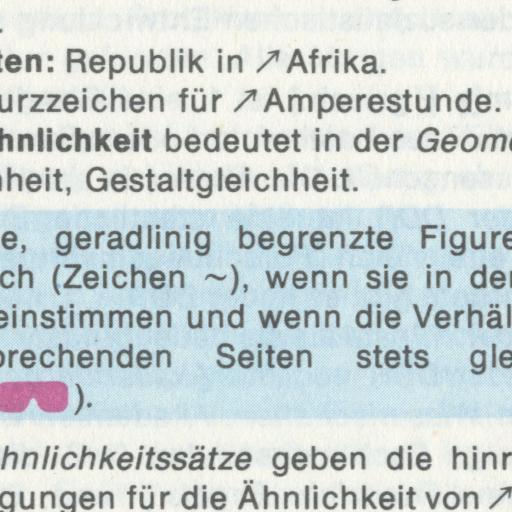 ten: Republik in ↗Afrika.
urzzeichen für ↗Amperestunde.
hnlichkeit bedeutet in der Geome
nheit, Gestaltgleichheit.
e, geradlinig begrenzte Figure
ch (Zeichen ~), wenn sie in der
einstimmen und wenn die Verhäl
prechenden Seiten stets gle
).
hnlichkeitssätze geben die hinr
gungen für die Ähnlichkeit von ↗